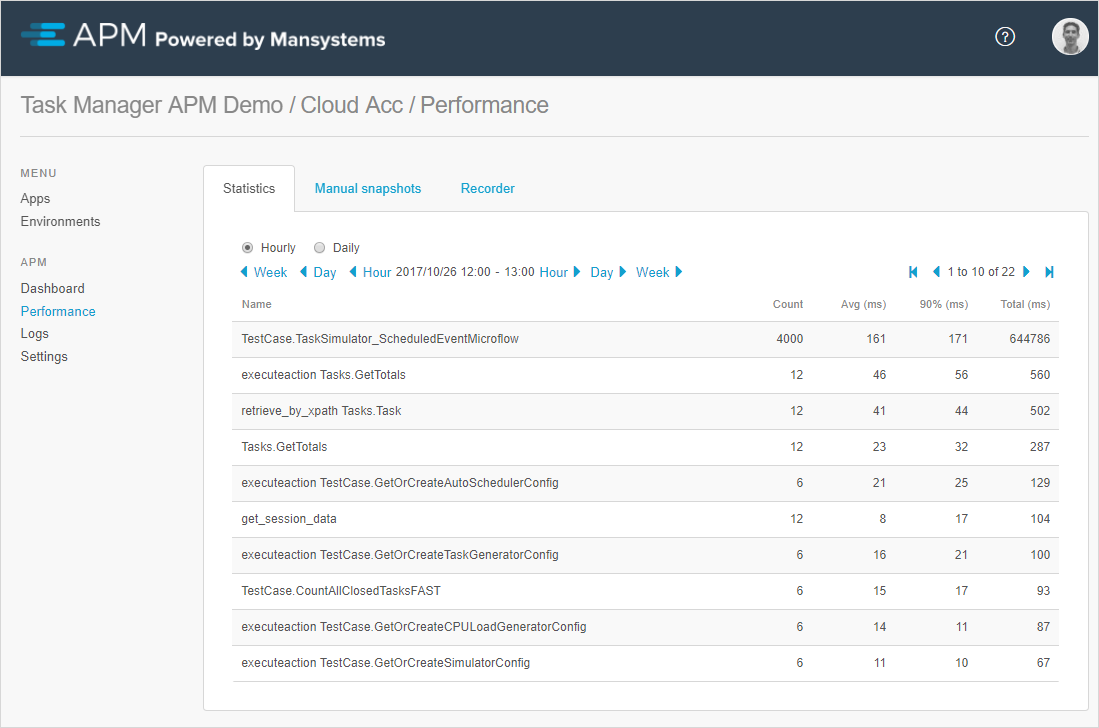 APM Powered by Mansystems
?
Task Manager APM Demo / Cloud Acc / Performance
MENU
Apps
Environments
APM
Dashboard
Performance
Logs
Settings
Statistics Manual snapshots Recorder
Hourly Daily
Week Day Hour 2017/10/26 12:00 - 13:00 Hour Day Week 1 to 10 of 22
Name Count Avg (ms) 90% (ms) Total (ms)
TestCase.TaskSimulator_ScheduledEventMicroflow 4000 161 171 644786
executeaction Tasks.GetTotals 12 46 56 560
retrieve_by_xpath Tasks.Task 12 41 44 502
Tasks.GetTotals 12 23 32 287
executeaction TestCase.GetOrCreateAutoSchedulerConfig 6 21 25 129
get_session_data 12 8 17 104
executeaction TestCase.GetOrCreateTaskGeneratorConfig 6 16 21 100
TestCase.CountAllClosedTasksFAST 6 15 17 93
executeaction TestCase.GetOrCreateCPULoadGeneratorConfig 6 14 11 87
executeaction TestCase.GetOrCreateSimulatorConfig 6 11 10 67